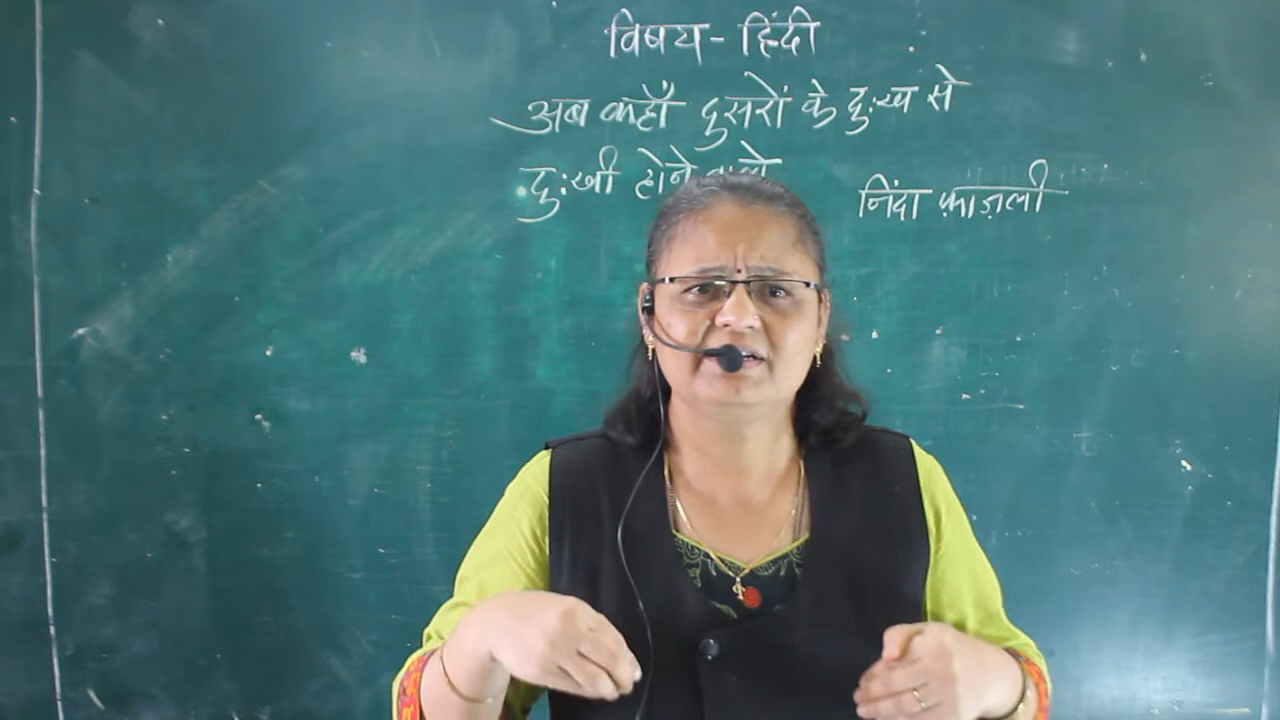 विषय - हिंदी
अब कहाँ दुसरों के दुःख से
दुःखी होने वाले
निंदा फ़ाज़ली